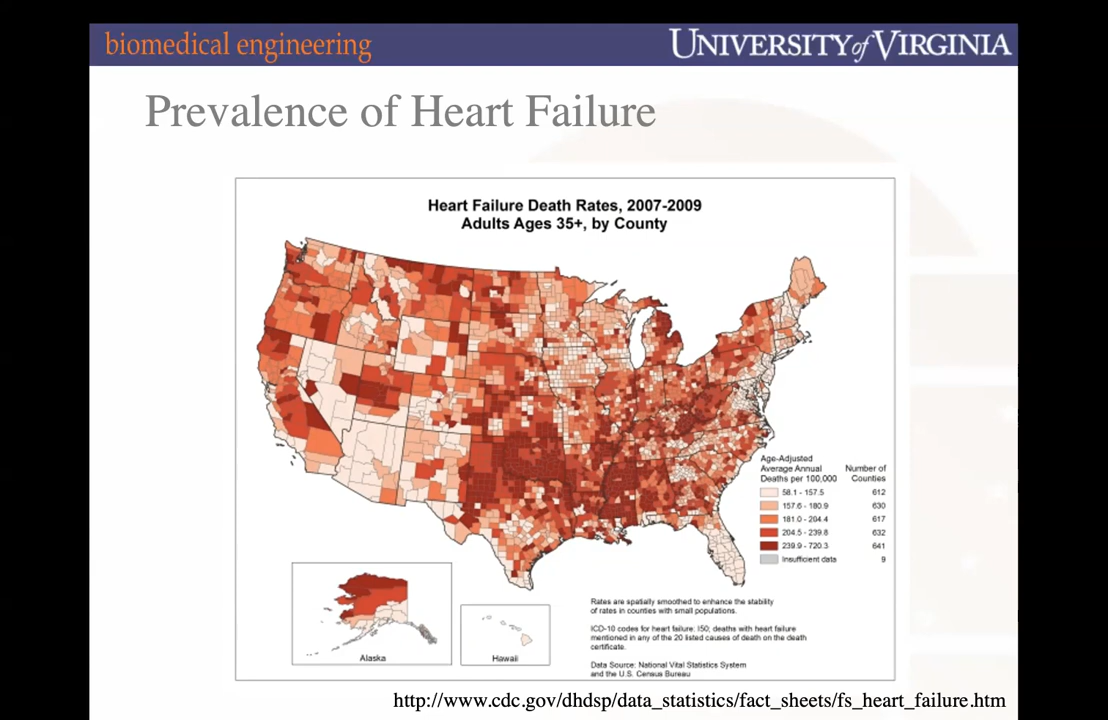 biomedical engineering
UNIVERSITY of VIRGINIA
Prevalence of Heart Failure
Heart Failure Death Rates, 2007-2009
Adults Ages 35+, by County
Age-Adjusted
Average Annual
Deaths per 100,000
Number of
Counties
58.1 - 157.5 612
157.6 - 180.9 630
181.0 - 204.4 617
204.5 - 239.8 632
239.9 - 720.3 641
Insufficient data 9
Alaska
Hawaii
Rates are spatially smoothed to enhance the stability
of rates in counties with small populations.
ICD-10 codes for heart failure: I50; deaths with heart failure
mentioned in any of the 20 listed causes of death on the death
certificate.
Data Source: National Vital Statistics System
and the U.S. Census Bureau
http://www.cdc.gov/dhdsp/data_statistics/fact_sheets/fs_heart_failure.htm